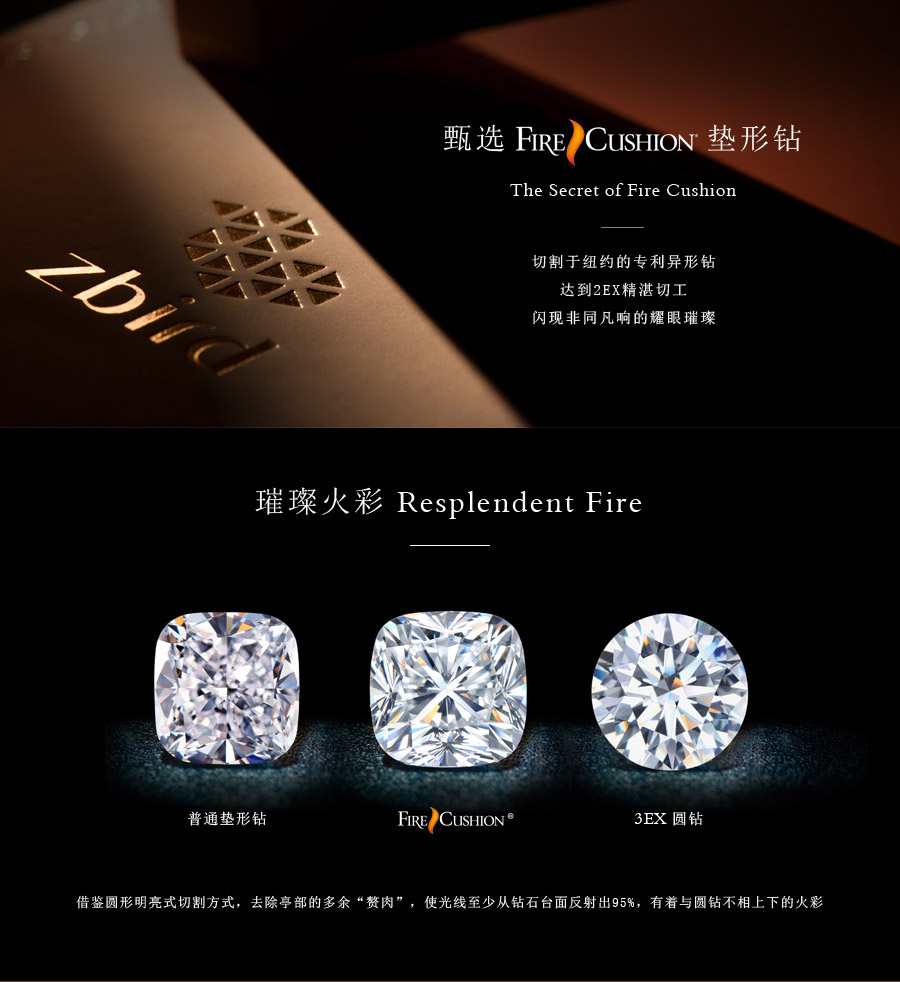 zbird
甄选 FIRE CUSHION® 垫形钻
The Secret of Fire Cushion
切割于纽约的专利异形钻
达到2EX精湛切工
闪现非同凡响的耀眼璀璨
璀璨火彩 Resplendent Fire
普通垫形钻
FIRE CUSHION®
3EX 圆钻
借鉴圆形明亮式切割方式，去除亭部的多余“赘肉”，使光线至少从钻石台面反射出95%，有着与圆钻不相上下的火彩